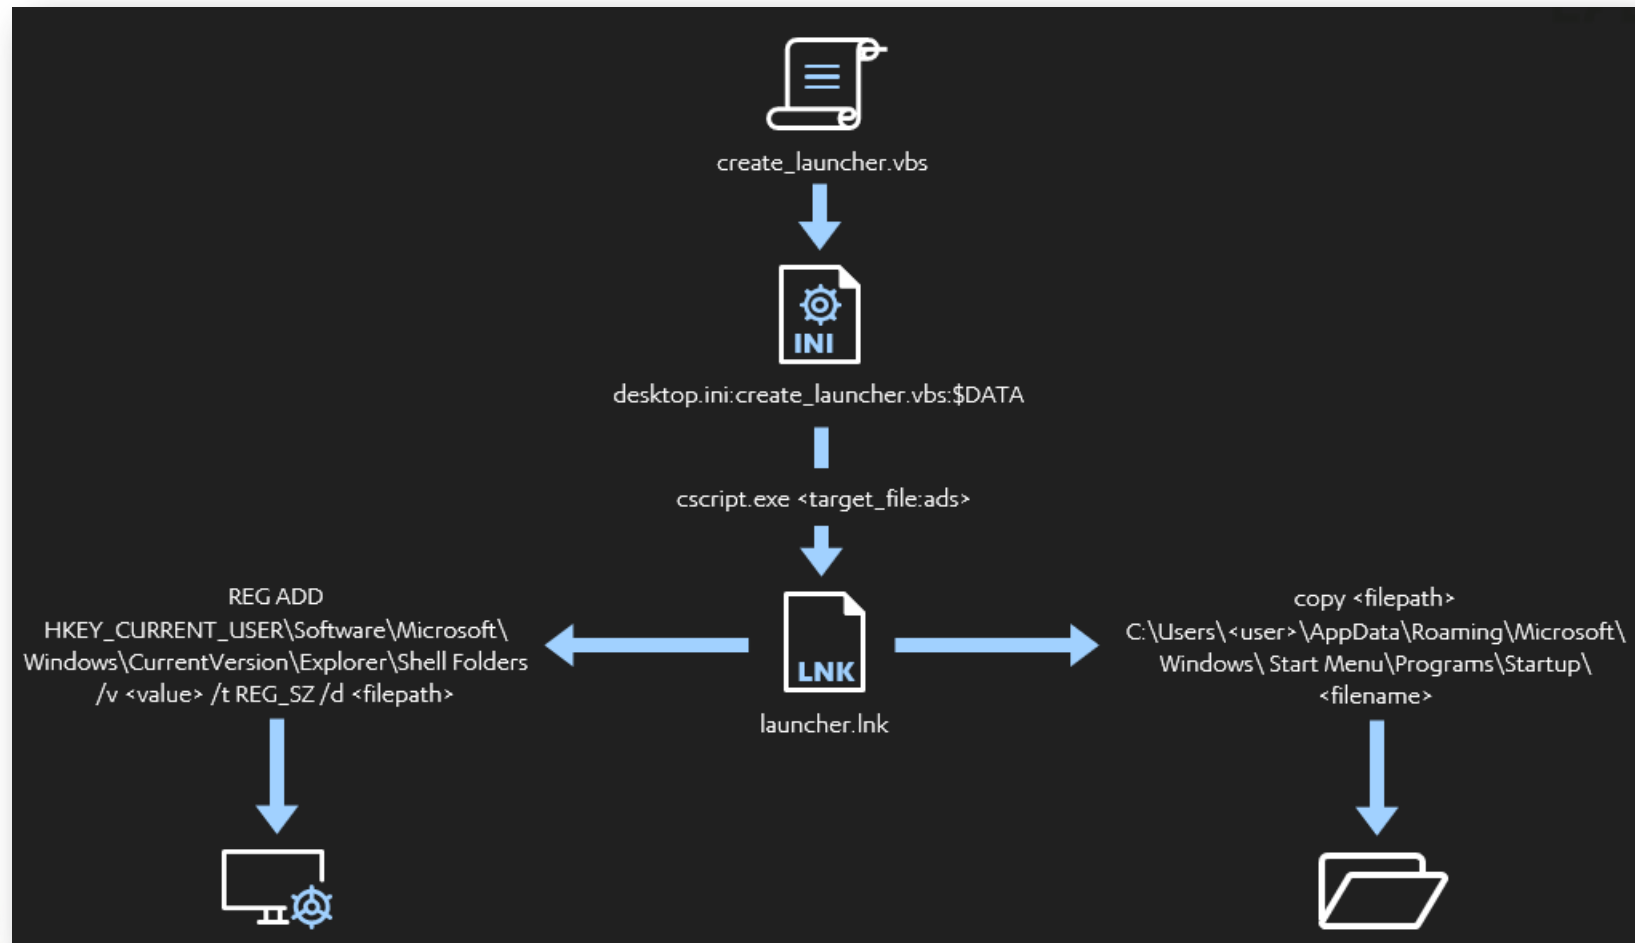 create_launcher.vbs
INI
desktop.ini:create_launcher.vbs:$DATA
cscript.exe <target_file:ads>
REG ADD
HKEY_CURRENT_USER\Software\Microsoft\
Windows\CurrentVersion\Explorer\Shell Folders
/v <value> /t REG_SZ /d <filepath>
LNK
launcher.lnk
copy <filepath>
C:\Users\<user>\AppData\Roaming\Microsoft\
Windows\ Start Menu\Programs\Startup\
<filename>